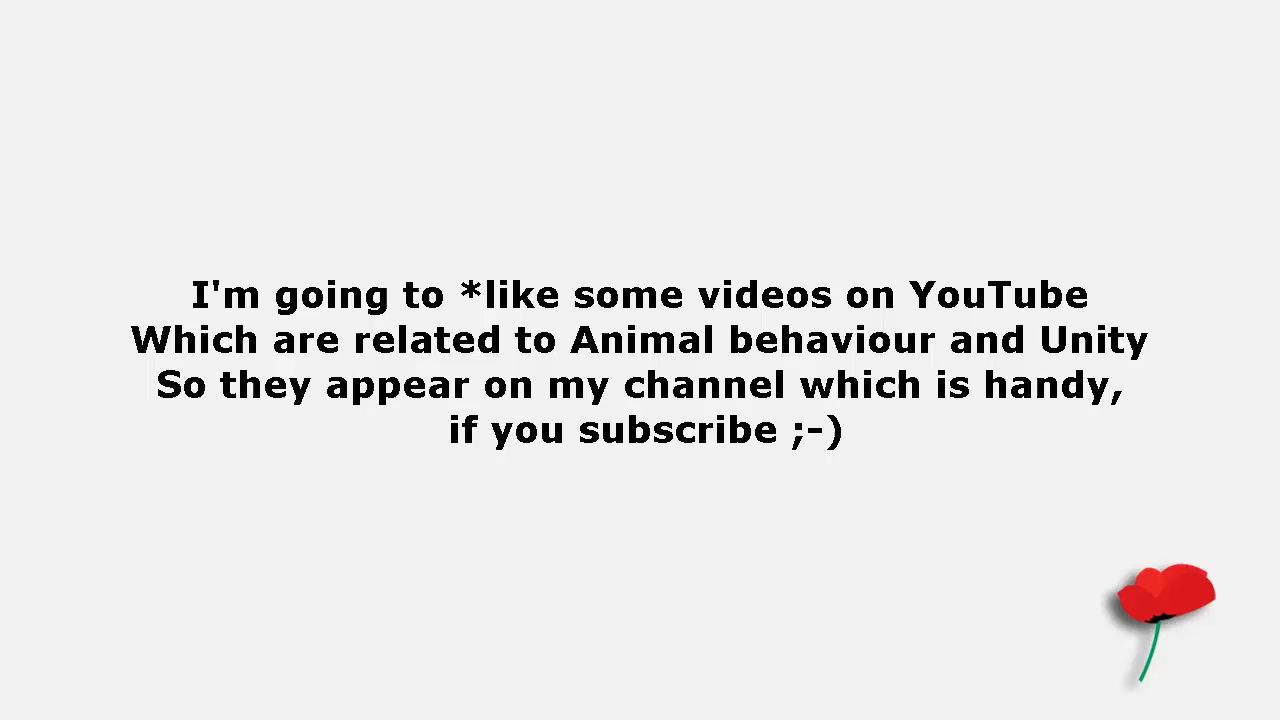 I'm going to *like some videos on YouTube
Which are related to Animal behaviour and Unity
So they appear on my channel which is handy,
if you subscribe ;-)